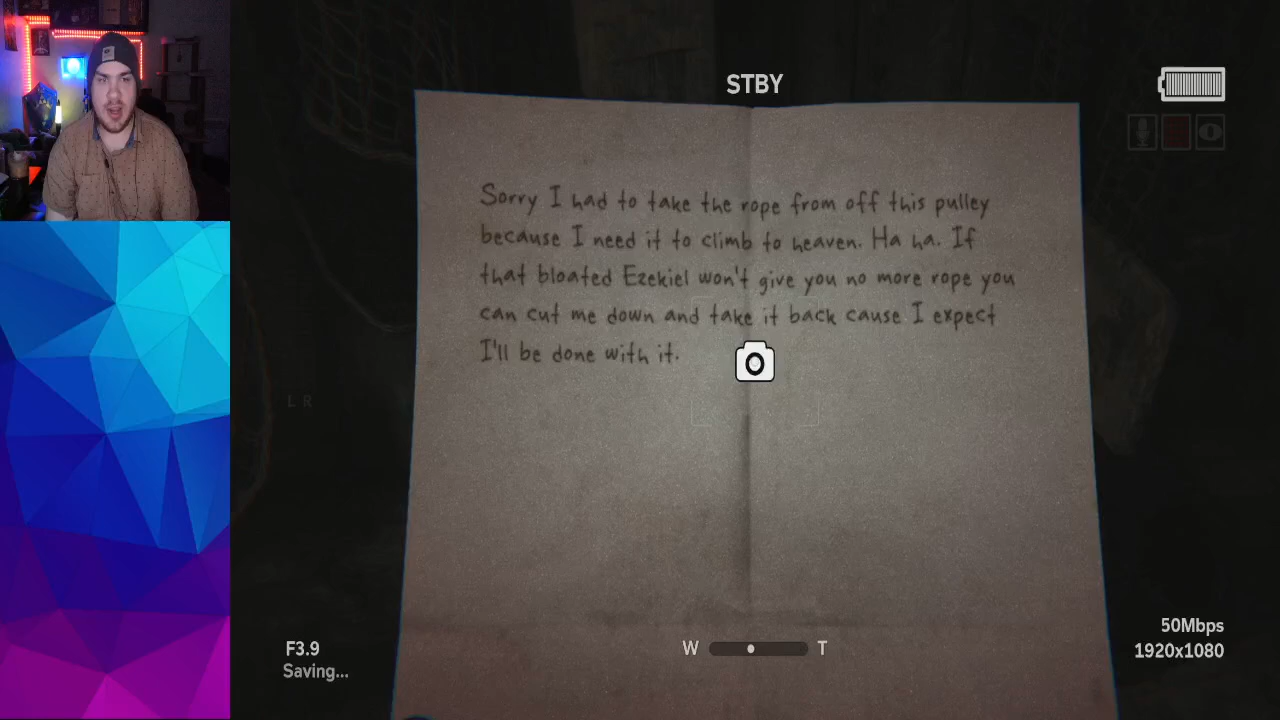 STBY
Sorry I had to take the rope from off this pulley
because I need it to climb to heaven. Ha ha. If
that bloated Ezekiel won't give you no more rope you
can cut me down and take it back cause I expect
I'll be done with it.
L R
F3.9
Saving...
W T
50Mbps
1920x1080